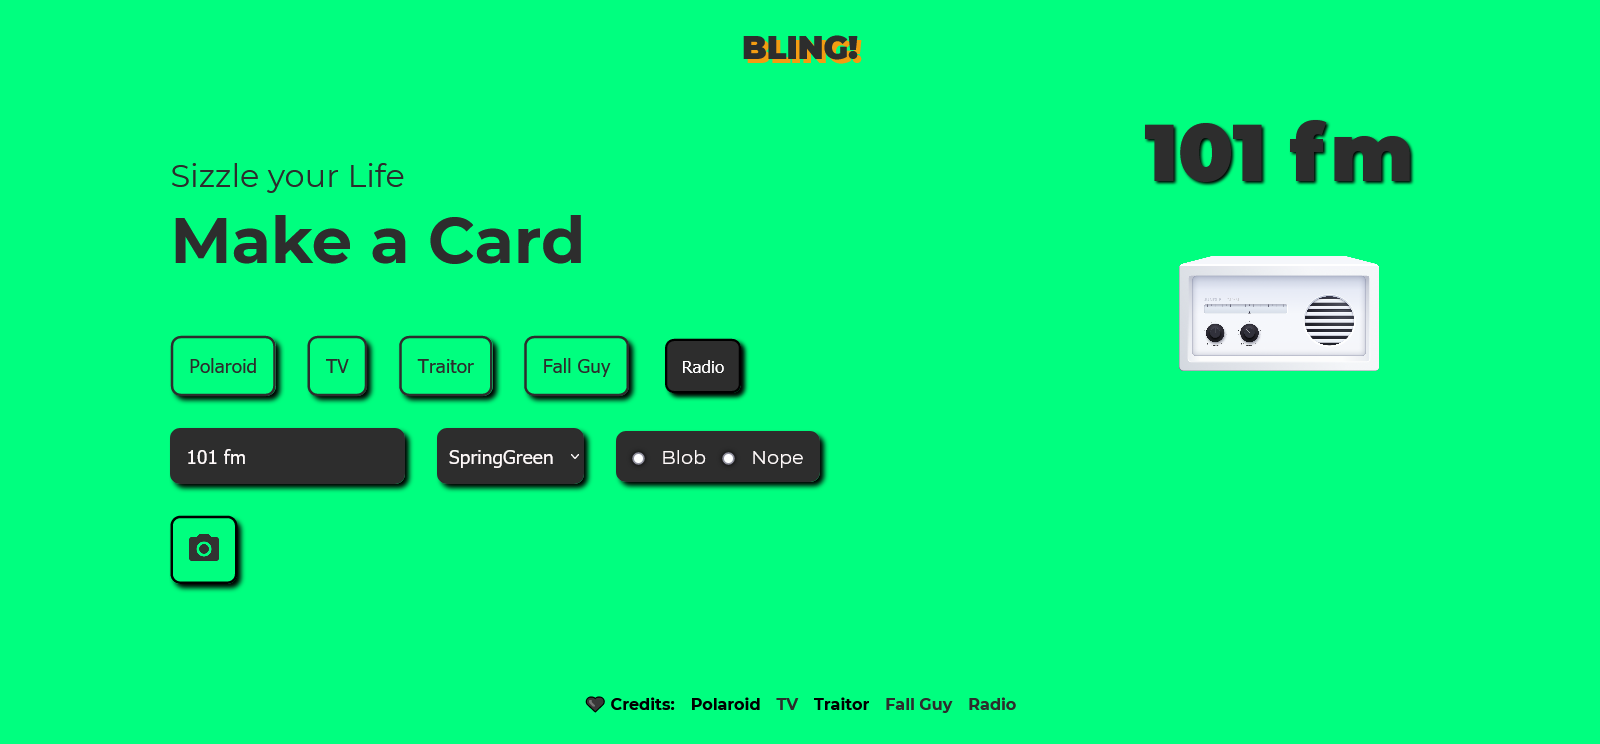 BLING!
Sizzle your Life
Make a Card
Polaroid
TV
Traitor
Fall Guy
Radio
101 fm
SpringGreen
Blob
Nope
101 fm
Credits: Polaroid TV Traitor Fall Guy Radio